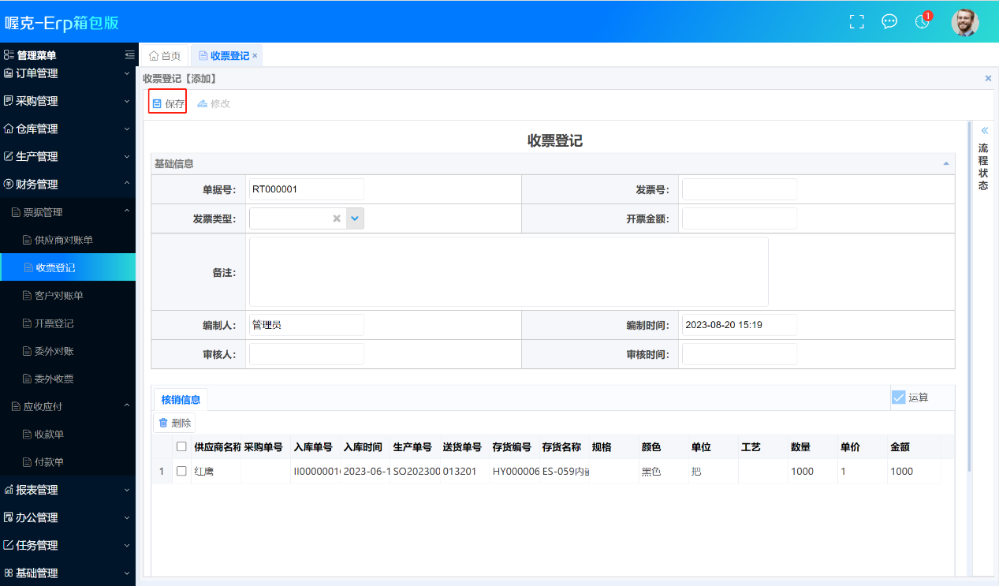 喔克-Erp箱包版
1
管理菜单
首页
收票登记 ×
订单管理
采购管理
仓库管理
生产管理
财务管理
票据管理
供应商对账单
收票登记
客户对账单
开票登记
委外对账
委外收票
应收应付
收款单
付款单
报表管理
办公管理
任务管理
基础管理
收票登记【添加】
保存 修改
收票登记
基础信息
单据号: RT000001 发票号:
发票类型: 开票金额:
备注:
编制人: 管理员 编制时间: 2023-08-20 15:19
审核人: 审核时间:
核销信息 运算
删除
供应商名称 采购单号 入库单号 入库时间 生产单号 送货单号 存货编号 存货名称 规格 颜色 单位 工艺 数量 单价 金额
1 红鹰 II0000001 2023-06-1 SO202300 013201 HY000006 ES-059内 黑色 把 1000 1 1000
流程状态